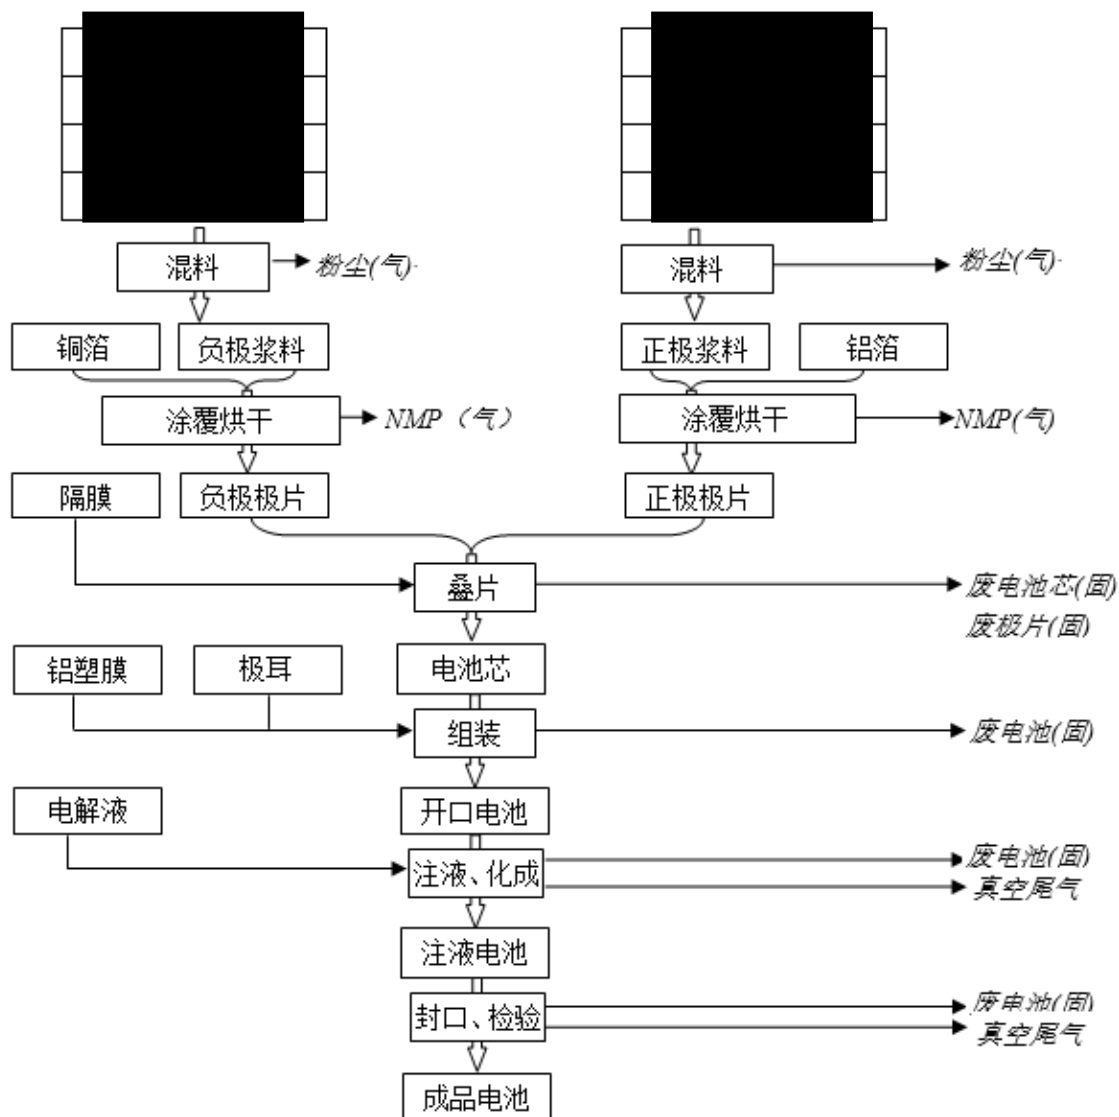 混料
粉尘(气)
混料
粉尘(气)
铜箔
负极浆料
正极浆料
铝箔
涂覆烘干
NMP（气）
涂覆烘干
NMP(气)
隔膜
负极极片
正极极片
叠片
废电池芯(固)
废极片(固)
铝塑膜
极耳
电池芯
组装
废电池(固)
电解液
开口电池
注液、化成
废电池(固)
真空尾气
注液电池
封口、检验
废电池(固)
真空尾气
成品电池